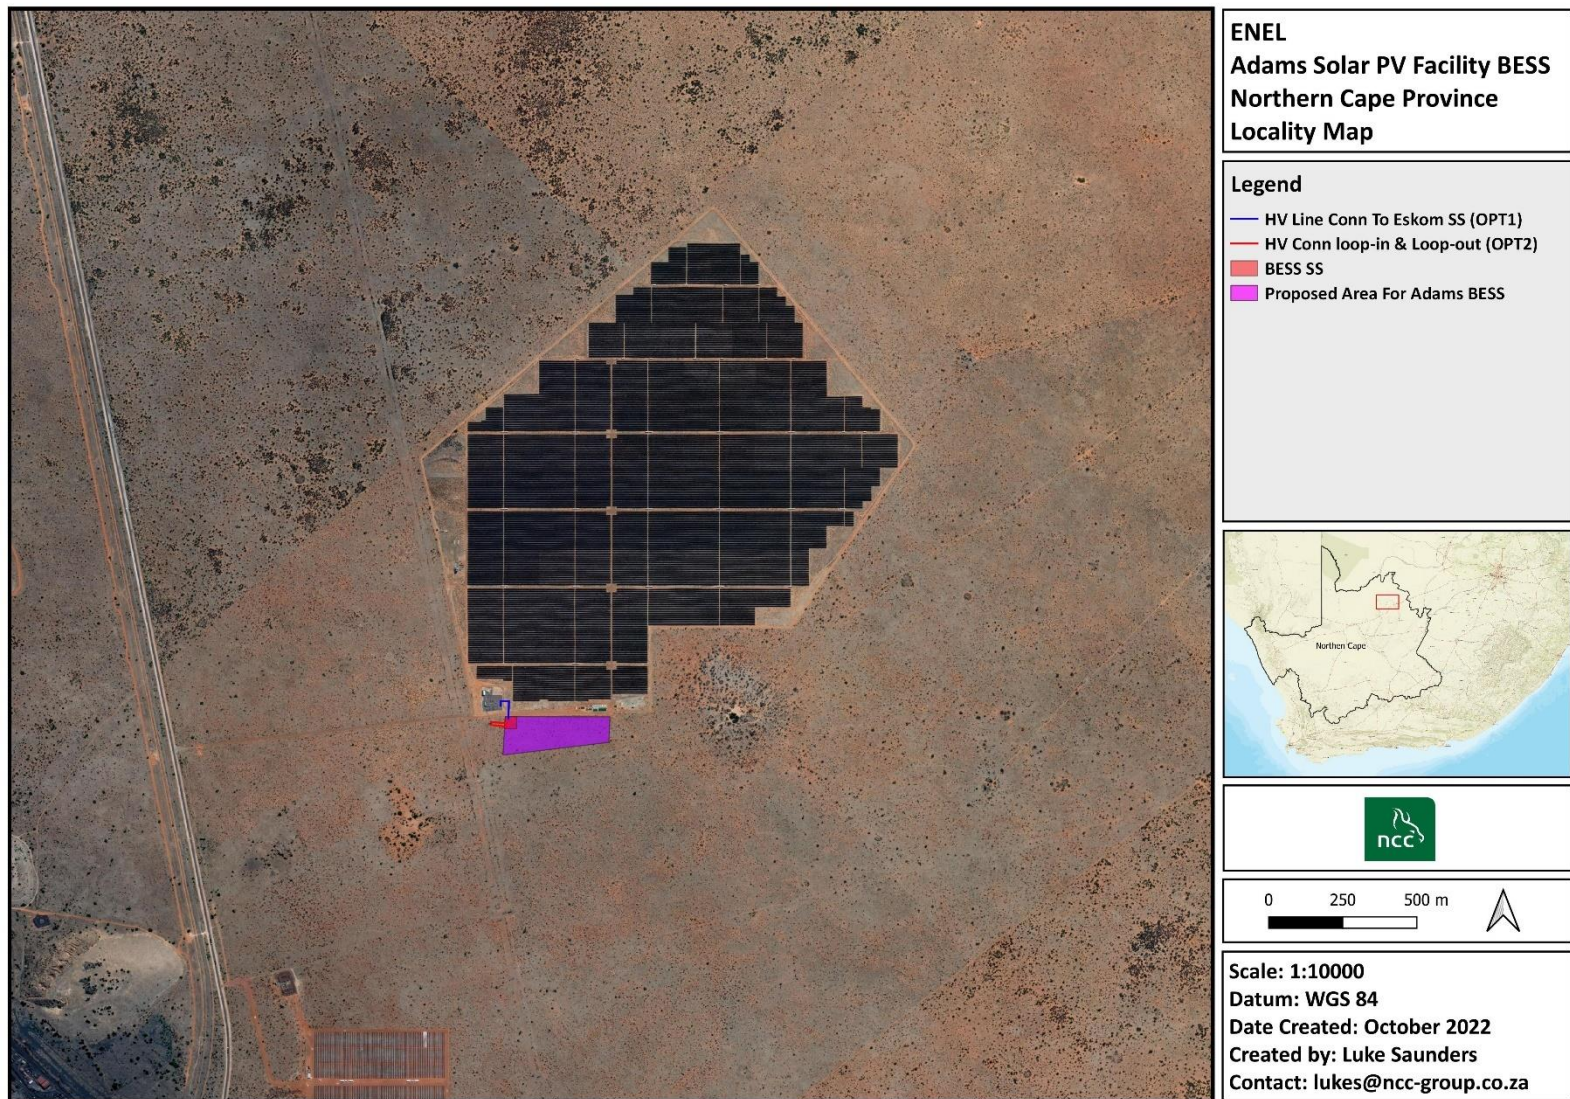 ENEL
Adams Solar PV Facility BESS
Northern Cape Province
Locality Map
Legend
HV Line Conn To Eskom SS (OPT1)
HV Conn loop-in & Loop-out (OPT2)
BESS SS
Proposed Area For Adams BESS
Northen Cape
ncc
0 250 500 m
Scale: 1:10000
Datum: WGS 84
Date Created: October 2022
Created by: Luke Saunders
Contact: lukes@ncc-group.co.za